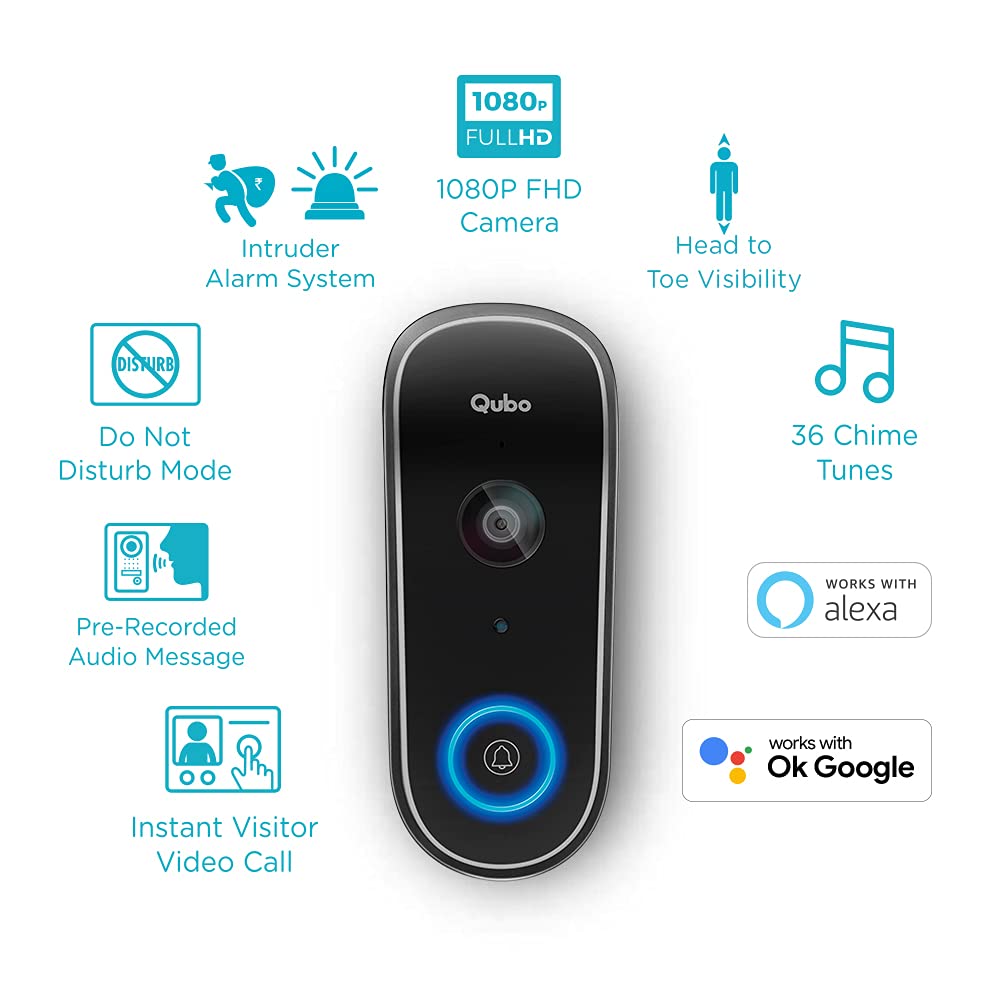 1080P
FULLHD
1080P FHD
Camera
₹
Intruder
Alarm System
Head to
Toe Visibility
DISTURB
Do Not
Disturb Mode
Qubo
36 Chime
Tunes
Pre-Recorded
Audio Message
WORKS WITH
alexa
Instant Visitor
Video Call
works with
Ok Google